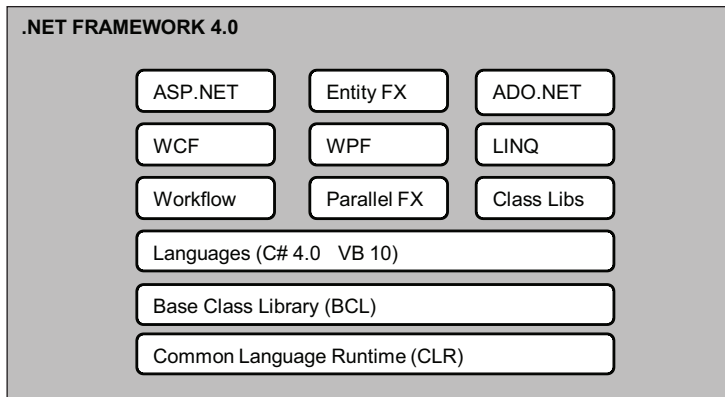 .NET FRAMEWORK 4.0
ASP.NET Entity FX ADO.NET
WCF WPF LINQ
Workflow Parallel FX Class Libs
Languages (C# 4.0 VB 10)
Base Class Library (BCL)
Common Language Runtime (CLR)